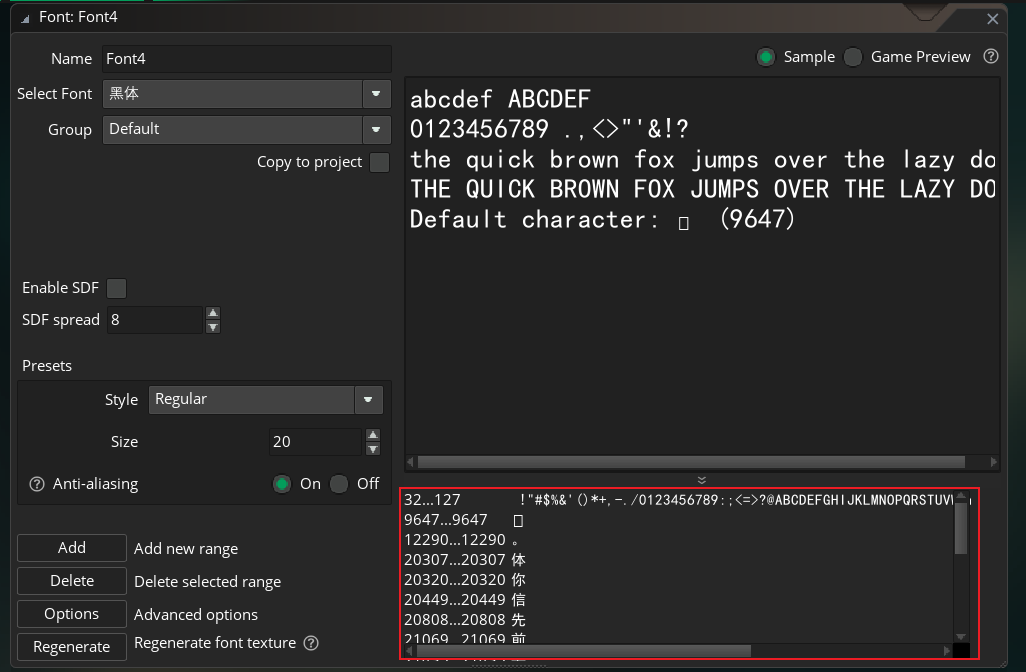 Font: Font4
Name Font4
Select Font 黑体
Group Default
Copy to project
Enable SDF
SDF spread 8
Presets
Style Regular
Size 20
Anti-aliasing On Off
Add Add new range
Delete Delete selected range
Options Advanced options
Regenerate Regenerate font texture
Sample Game Preview
abcdef ABCDEF
0123456789 .,<>"'&!?
the quick brown fox jumps over the lazy do
THE QUICK BROWN FOX JUMPS OVER THE LAZY DO
Default character: ▯ (9647)
32...127 !"#$%&'()*+,-./0123456789:;<=>?@ABCDEFGHIJKLMNOPQRSTUV
9647...9647 ▯
12290...12290 。
20307...20307 体
20320...20320 你
20449...20449 信
20808...20808 先
21069...21069 前